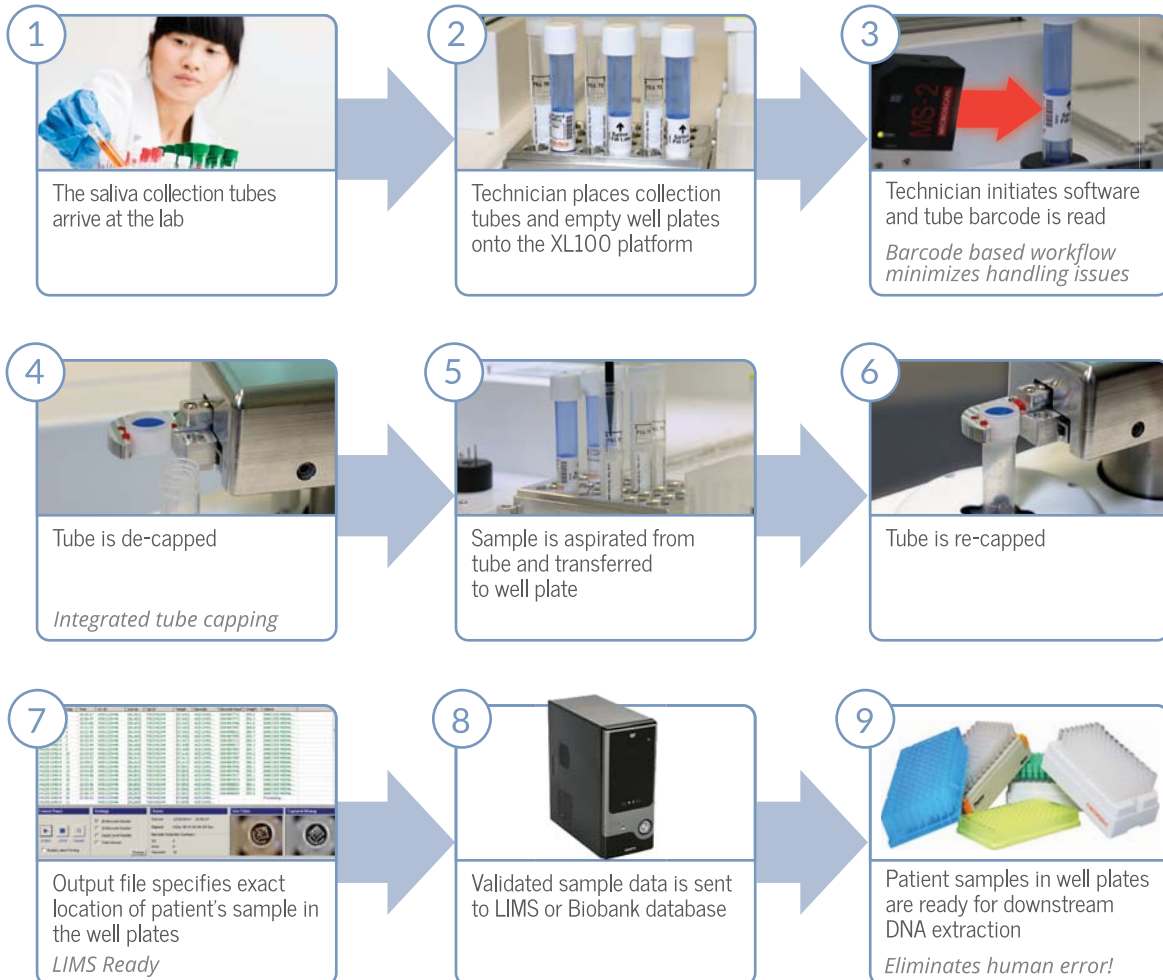 1
The saliva collection tubes
arrive at the lab
2
Technician places collection
tubes and empty well plates
onto the XL100 platform
3
MS-2
MICROSCAN
Technician initiates software
and tube barcode is read
Barcode based workflow
minimizes handling issues
4
Tube is de-capped
Integrated tube capping
5
Sample is aspirated from
tube and transferred
to well plate
6
Tube is re-capped
7
Output file specifies exact
location of patient's sample in
the well plates
LIMS Ready
8
Validated sample data is sent
to LIMS or Biobank database
9
Patient samples in well plates
are ready for downstream
DNA extraction
Eliminates human error!